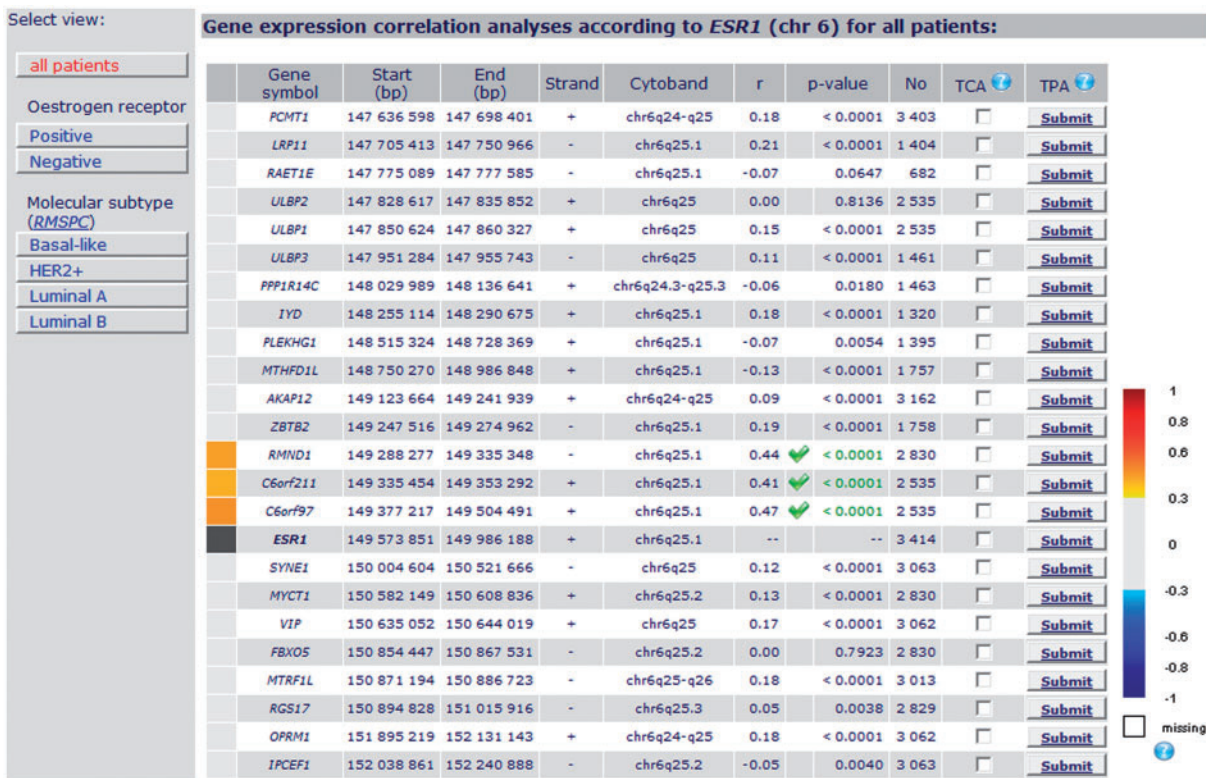 Select view:
all patients
Oestrogen receptor
Positive
Negative
Molecular subtype
(RMSPC)
Basal-like
HER2+
Luminal A
Luminal B
Gene expression correlation analyses according to ESR1 (chr 6) for all patients:
Gene symbol Start (bp) End (bp) Strand Cytoband r p-value No TCA ? TPA ?
PCMT1 147 636 598 147 698 401 + chr6q24-q25 0.18 < 0.0001 3 403 Submit
LRP11 147 705 413 147 750 966 - chr6q25.1 0.21 < 0.0001 1 404 Submit
RAET1E 147 775 089 147 777 585 - chr6q25.1 -0.07 0.0647 682 Submit
ULBP2 147 828 617 147 835 852 + chr6q25 0.00 0.8136 2 535 Submit
ULBP1 147 850 624 147 860 327 + chr6q25 0.15 < 0.0001 2 535 Submit
ULBP3 147 951 284 147 955 743 - chr6q25 0.11 < 0.0001 1 461 Submit
PPP1R14C 148 029 989 148 136 641 + chr6q24.3-q25.3 -0.06 0.0180 1 463 Submit
IYD 148 255 114 148 290 675 + chr6q25.1 0.18 < 0.0001 1 320 Submit
PLEKHG1 148 515 324 148 728 369 + chr6q25.1 -0.07 0.0054 1 395 Submit
MTHFD1L 148 750 270 148 986 848 + chr6q25.1 -0.13 < 0.0001 1 757 Submit
AKAP12 149 123 664 149 241 939 + chr6q24-q25 0.09 < 0.0001 3 162 Submit
ZBTB2 149 247 516 149 274 962 - chr6q25.1 0.19 < 0.0001 1 758 Submit
RMND1 149 288 277 149 335 348 - chr6q25.1 0.44 < 0.0001 2 830 Submit
C6orf211 149 335 454 149 353 292 + chr6q25.1 0.41 < 0.0001 2 535 Submit
C6orf97 149 377 217 149 504 491 + chr6q25.1 0.47 < 0.0001 2 535 Submit
ESR1 149 573 851 149 986 188 + chr6q25.1 -- -- 3 414 Submit
SYNE1 150 004 604 150 521 666 - chr6q25 0.12 < 0.0001 3 063 Submit
MYCT1 150 582 149 150 608 836 + chr6q25.2 0.13 < 0.0001 2 830 Submit
VIP 150 635 052 150 644 019 + chr6q25 0.17 < 0.0001 3 062 Submit
FBXO5 150 854 447 150 867 531 - chr6q25.2 0.00 0.7923 2 830 Submit
MTRF1L 150 871 194 150 886 723 - chr6q25-q26 0.18 < 0.0001 3 013 Submit
RGS17 150 894 828 151 015 916 - chr6q25.3 0.05 0.0038 2 829 Submit
OPRM1 151 895 219 152 131 143 + chr6q24-q25 0.18 < 0.0001 3 062 Submit
IPCEF1 152 038 861 152 240 888 - chr6q25.2 -0.05 0.0040 3 063 Submit
1
0.8
0.6
0.3
0
-0.3
-0.6
-0.8
-1
missing
?